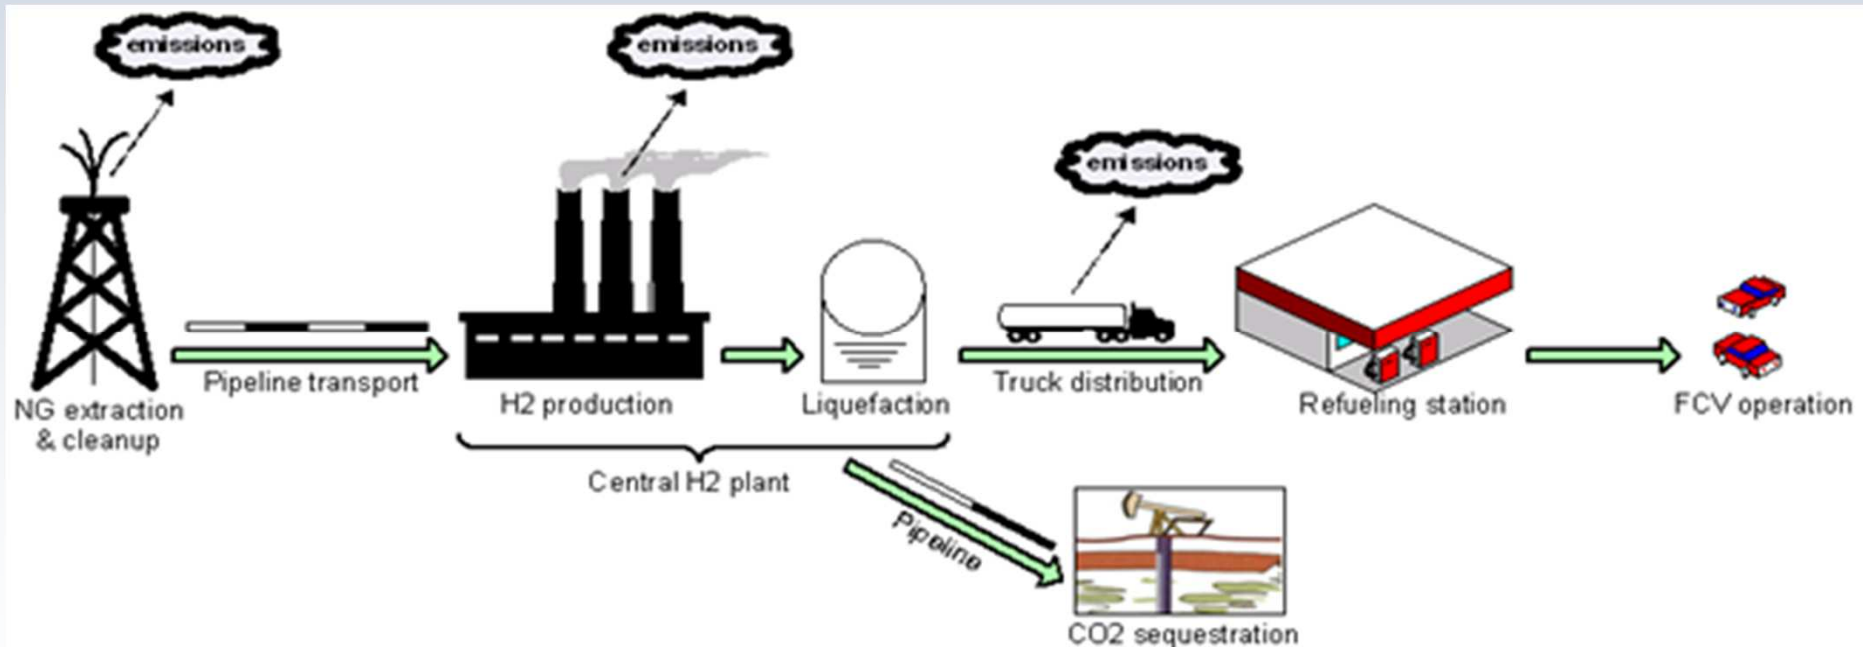 emissions
emissions
emissions
Pipeline transport
Truck distribution
NG extraction
& cleanup
H2 production
Liquefaction
Refueling station
FCV operation
Central H2 plant
Pipeline
CO2 sequestration